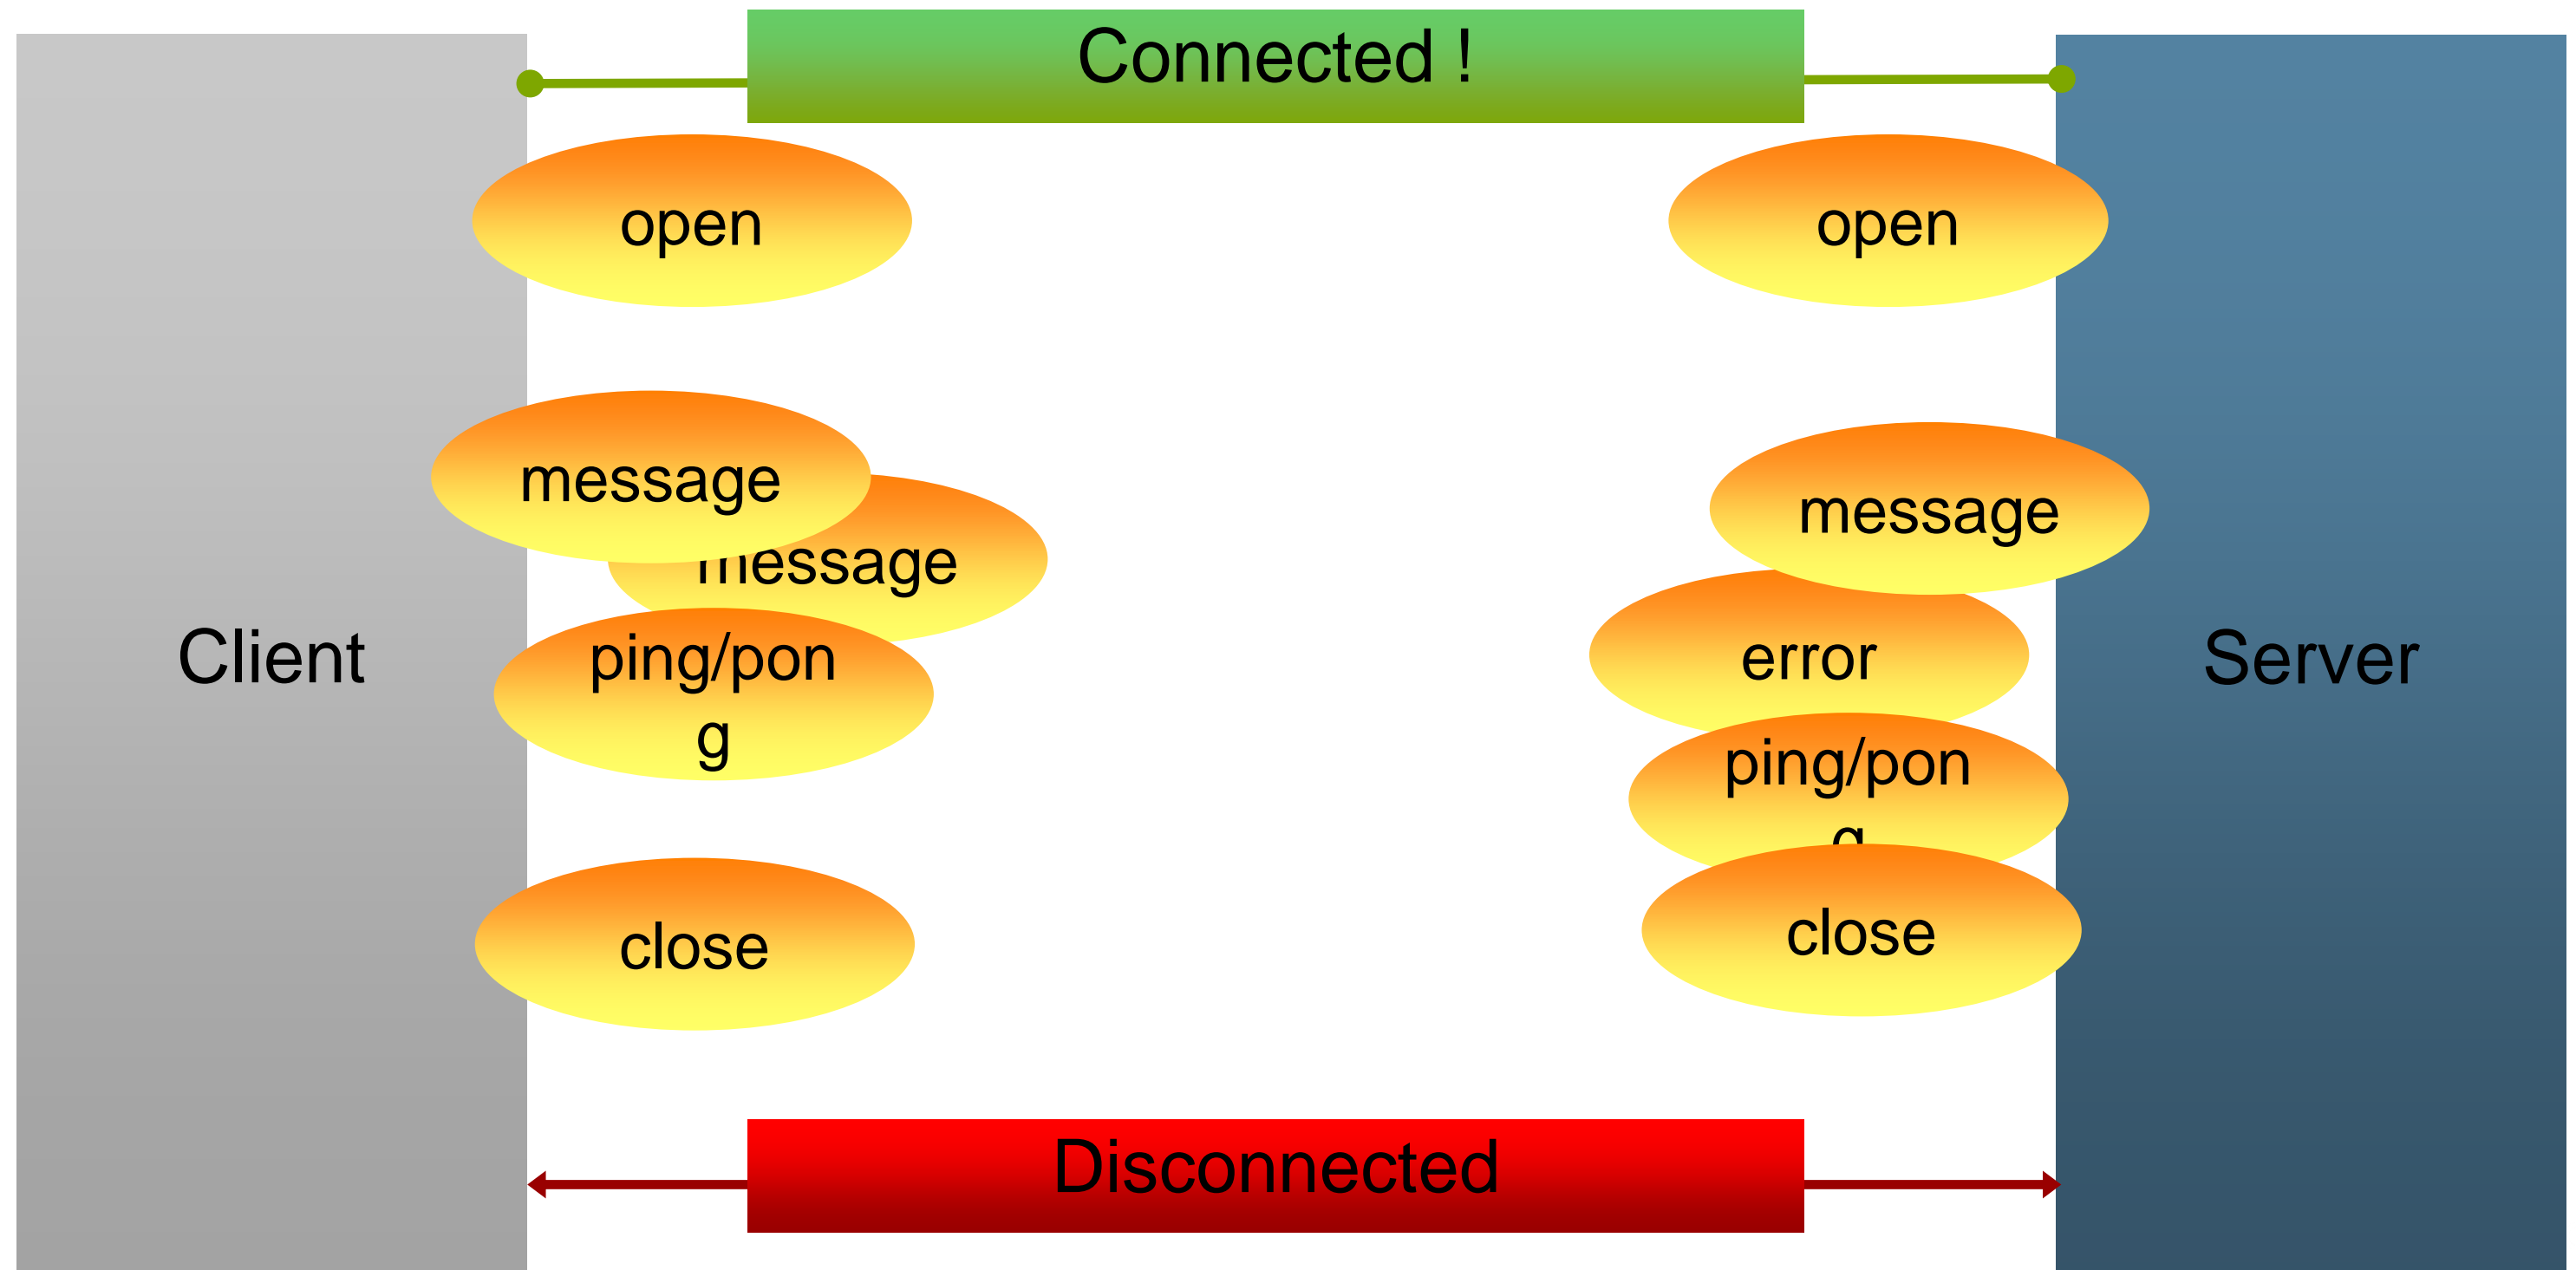 Connected !
open
open
message
message
message
Client
ping/pon
g
error
Server
ping/pon
g
close
close
Disconnected